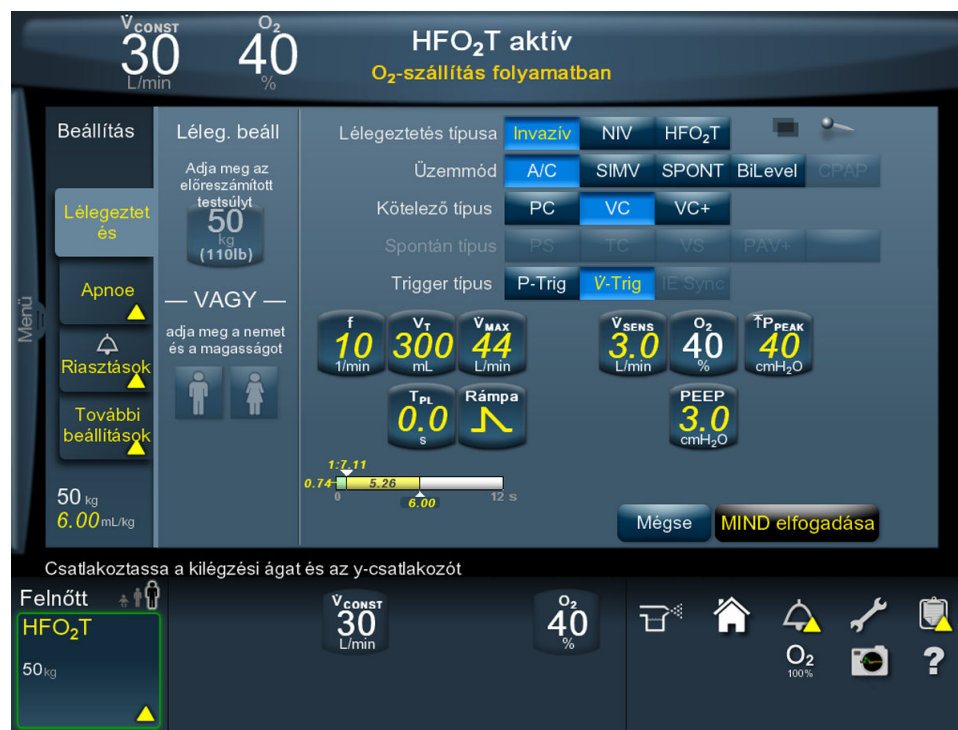 V̇CONST O2
30 40
L/min %
HFO2T aktív
O2-szállítás folyamatban
Menü
Beállítás
Lélegeztet
és
Apnoe
Riasztások
További
beállítások
50 kg
6.00 mL/kg
Léleg. beáll
Adja meg az
előreszámított
testsúlyt
50
kg
(110lb)
— VAGY —
adja meg a nemet
és a magasságot
Lélegeztetés típusa Invazív NIV HFO2T
Üzemmód A/C SIMV SPONT BiLevel CPAP
Kötelező típus PC VC VC+
Spontán típus PS TC VS PAV+
Trigger típus P-Trig V̇-Trig IE Sync
f VT V̇MAX V̇SENS O2 ⤒PPEAK
10 300 44 3.0 40 40
1/min mL L/min L/min % cmH2O
TPL Rámpa PEEP
0.0 3.0
s cmH2O
1:7.11
0.74 5.26
0 6.00 12 s
Mégse MIND elfogadása
Csatlakoztassa a kilégzési ágat és az y-csatlakozót
Felnőtt
HFO2T
50 kg
V̇CONST O2
30 40
L/min %
O2
100%
?